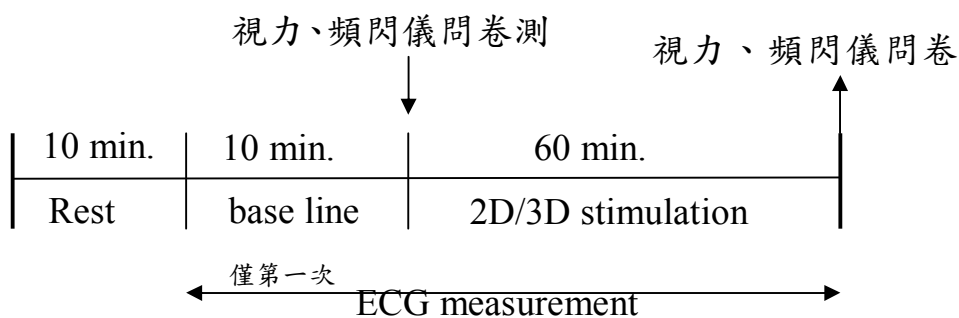 視力、頻閃儀問卷測
視力、頻閃儀問卷
10 min. 10 min. 60 min.
Rest base line 2D/3D stimulation
僅第一次
ECG measurement